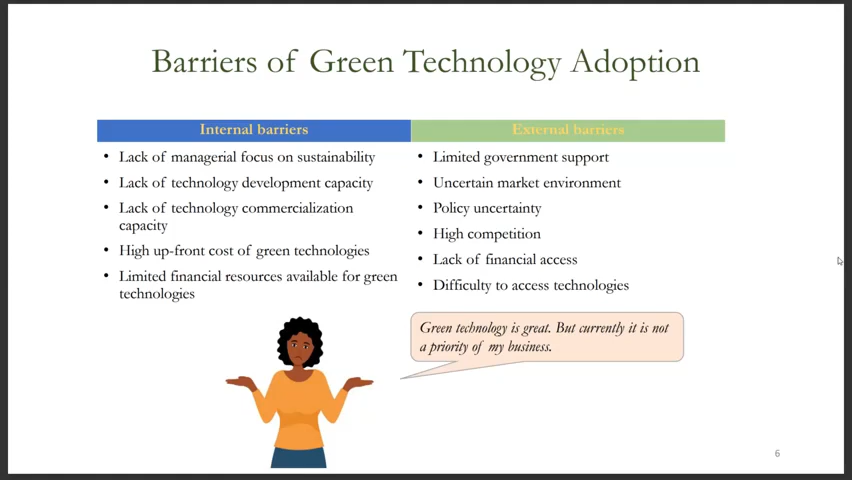 Barriers of Green Technology Adoption
Internal barriers
• Lack of managerial focus on sustainability
• Lack of technology development capacity
• Lack of technology commercialization
capacity
• High up-front cost of green technologies
• Limited financial resources available for green
technologies
External barriers
• Limited government support
• Uncertain market environment
• Policy uncertainty
• High competition
• Lack of financial access
• Difficulty to access technologies
Green technology is great. But currently it is not
a priority of my business.
6